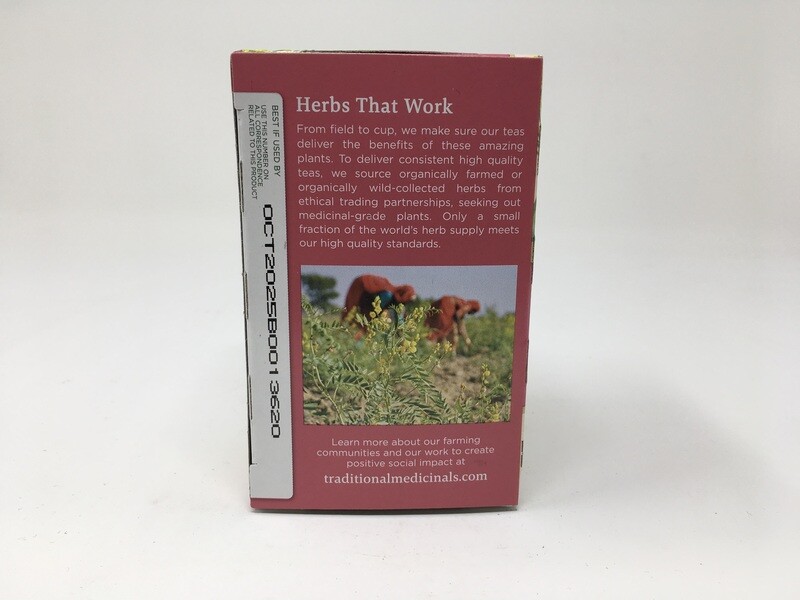 BEST IF USED BY
USE THIS NUMBER ON
ALL CORRESPONDENCE
RELATED TO THIS PRODUCT
OCT2025B001 3620
Herbs That Work
From field to cup, we make sure our teas
deliver the benefits of these amazing
plants. To deliver consistent high quality
teas, we source organically farmed or
organically wild-collected herbs from
ethical trading partnerships, seeking out
medicinal-grade plants. Only a small
fraction of the world's herb supply meets
our high quality standards.
Learn more about our farming
communities and our work to create
positive social impact at
traditionalmedicinals.com